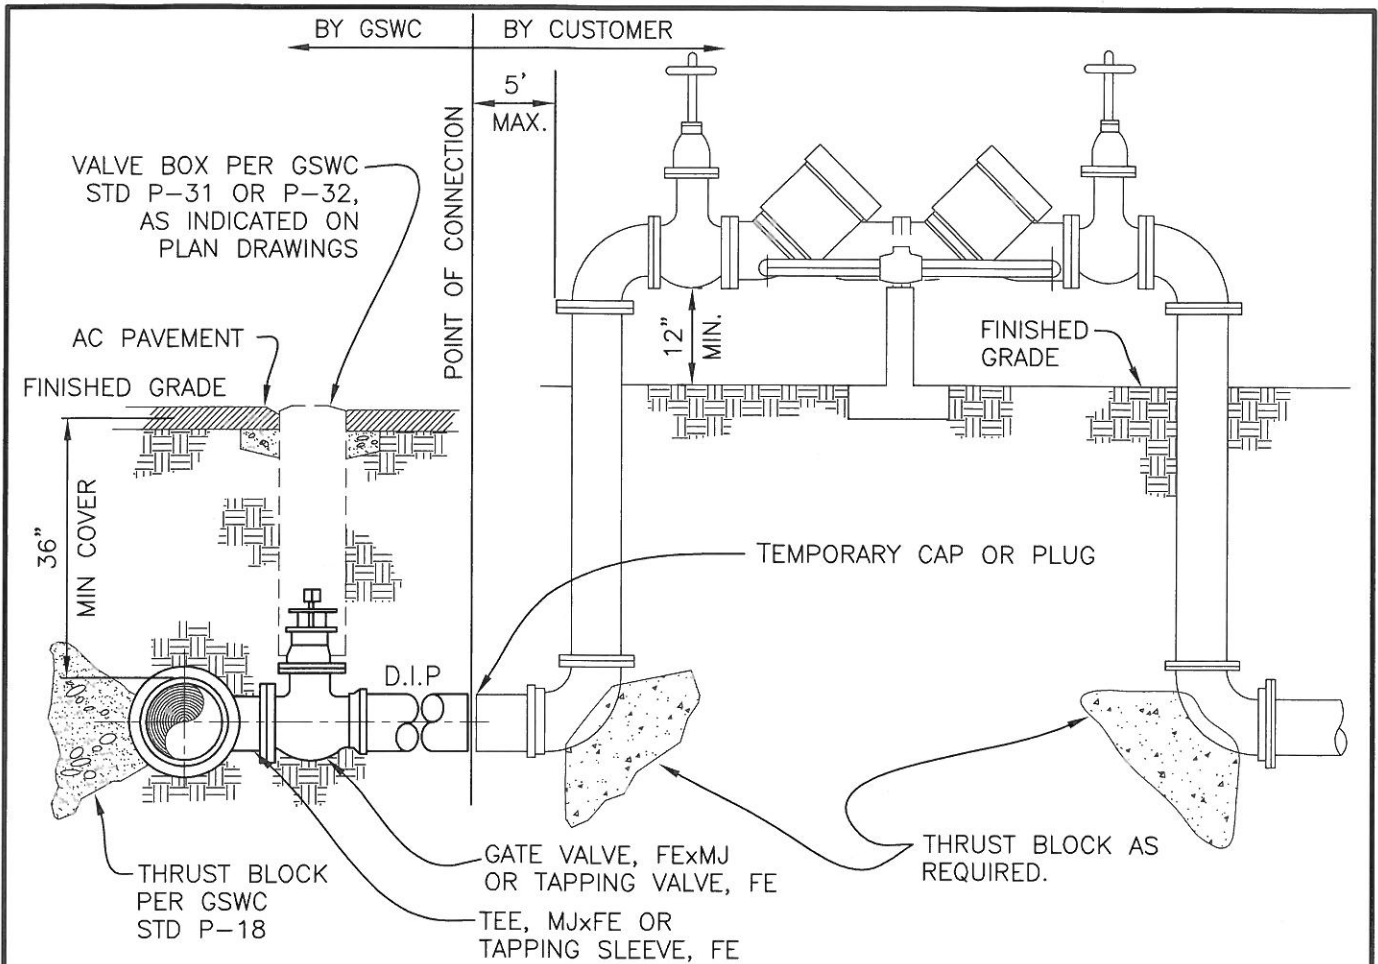 BY GSWC
BY CUSTOMER
5'
MAX.
POINT OF CONNECTION
VALVE BOX PER GSWC
STD P-31 OR P-32,
AS INDICATED ON
PLAN DRAWINGS
AC PAVEMENT
FINISHED GRADE
12"
MIN.
FINISHED
GRADE
36"
MIN COVER
TEMPORARY CAP OR PLUG
D.I.P
THRUST BLOCK
PER GSWC
STD P-18
GATE VALVE, FExMJ
OR TAPPING VALVE, FE
TEE, MJxFE OR
TAPPING SLEEVE, FE
THRUST BLOCK AS
REQUIRED.